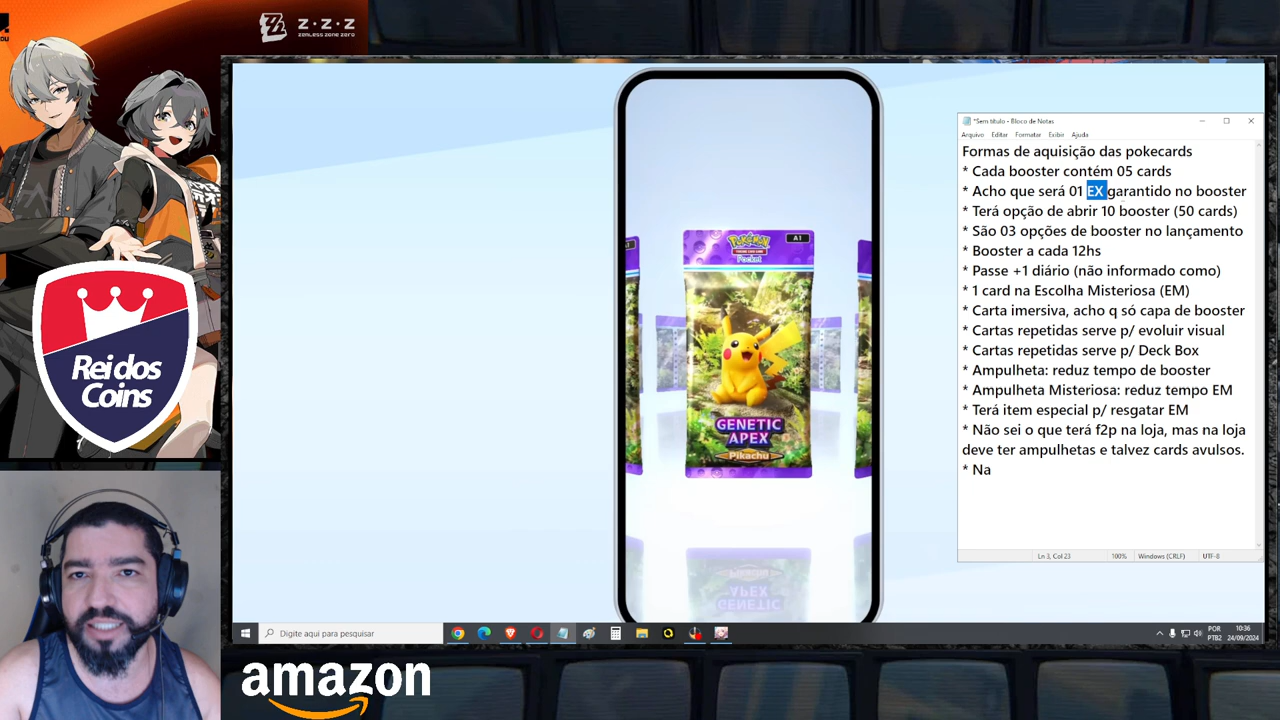 Z·Z·Z
ZENLESS ZONE ZERO
Rei dos
Coins
A1
Pokémon
Pocket
GENETIC
APEX
Pikachu
*Sem título - Bloco de Notas
Arquivo Editar Formatar Exibir Ajuda
Formas de aquisição das pokecards
* Cada booster contém 05 cards
* Acho que será 01 EX garantido no booster
* Terá opção de abrir 10 booster (50 cards)
* São 03 opções de booster no lançamento
* Booster a cada 12hs
* Passe +1 diário (não informado como)
* 1 card na Escolha Misteriosa (EM)
* Carta imersiva, acho q só capa de booster
* Cartas repetidas serve p/ evoluir visual
* Cartas repetidas serve p/ Deck Box
* Ampulheta: reduz tempo de booster
* Ampulheta Misteriosa: reduz tempo EM
* Terá item especial p/ resgatar EM
* Não sei o que terá f2p na loja, mas na loja
deve ter ampulhetas e talvez cards avulsos.
* Na
Ln 3, Col 23 100% Windows (CRLF) UTF-8
Digite aqui para pesquisar
POR
PTB2
10:36
24/09/2024
amazon